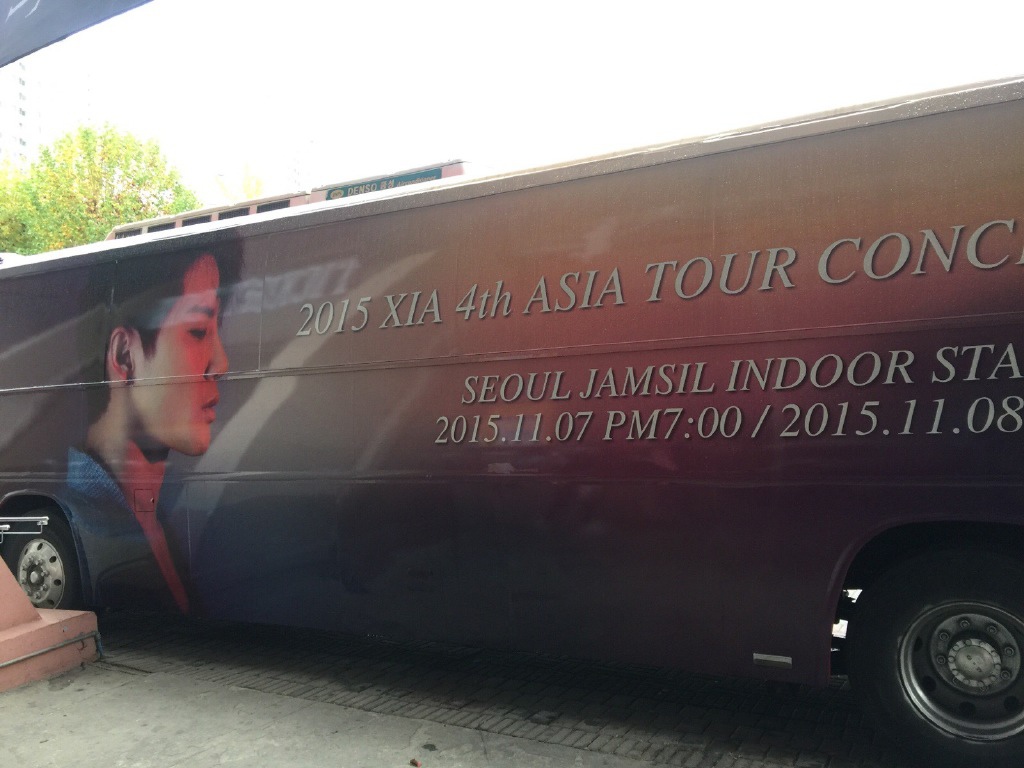 DENSO
2015 XIA 4th ASIA TOUR CONC
SEOUL JAMSIL INDOOR STA
2015.11.07 PM7:00 / 2015.11.08